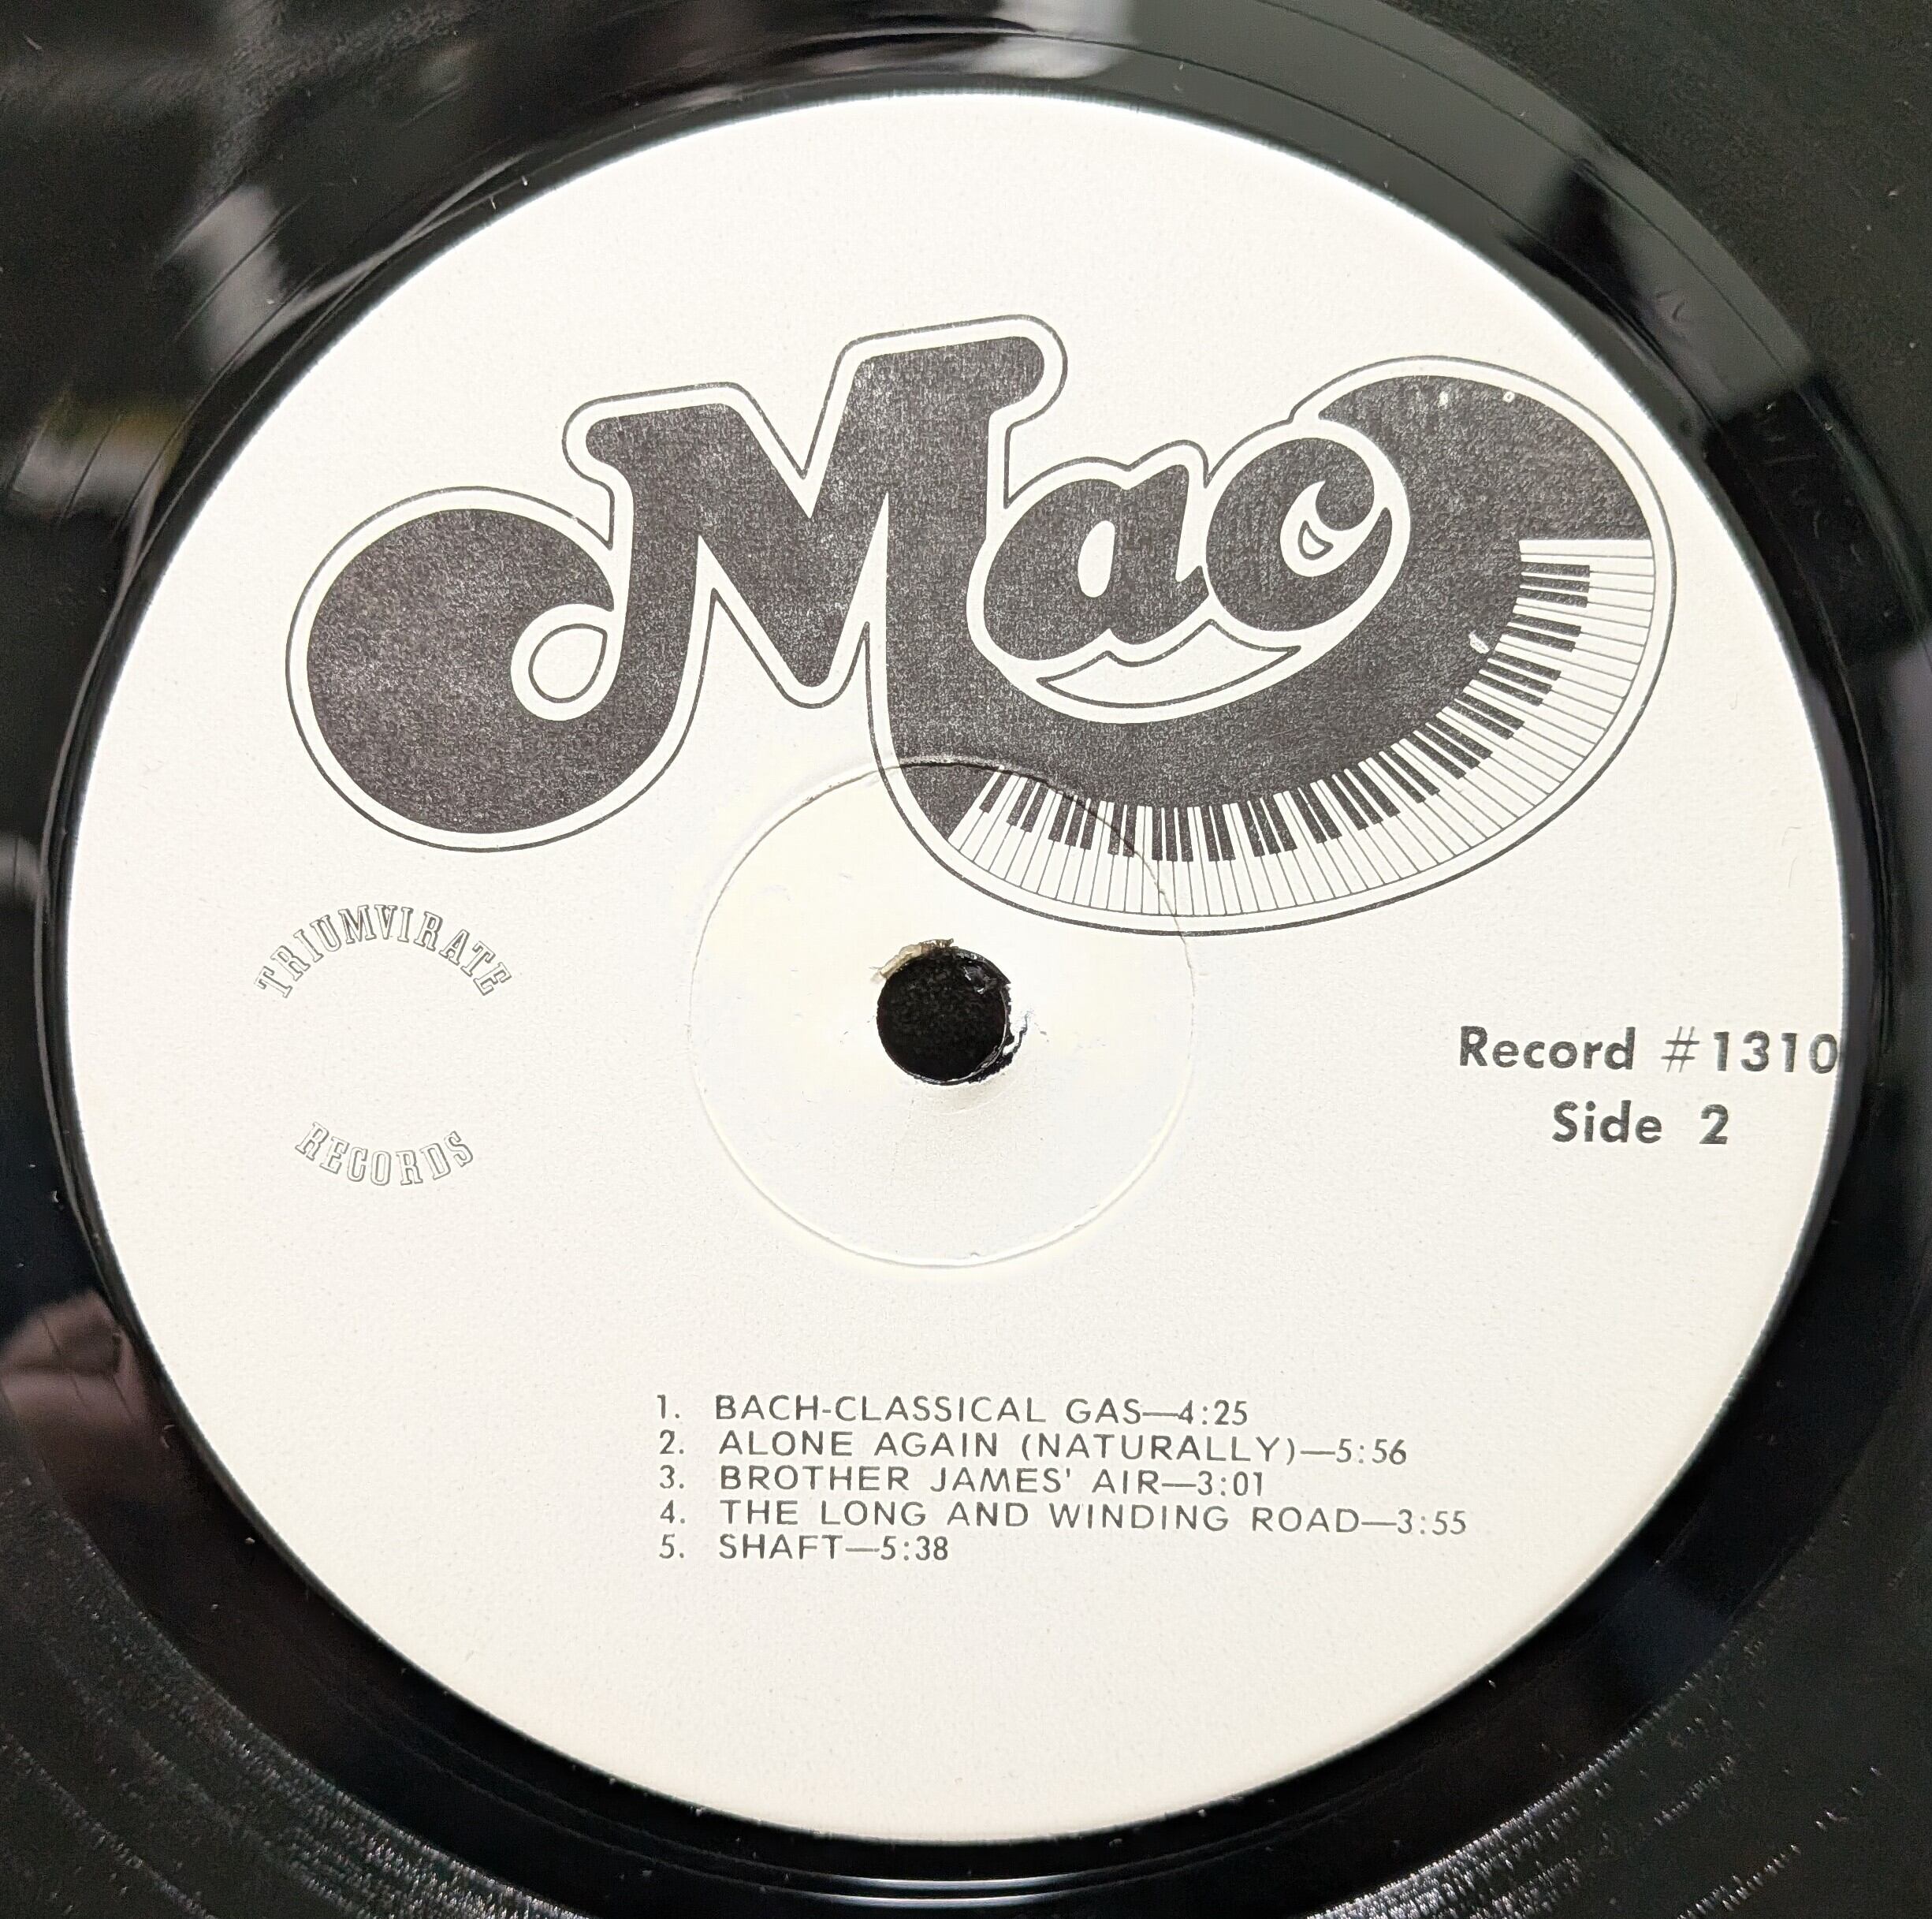 Mac
TRIUMVIRATE
RECORDS
Record #1310
Side 2
1. BACH-CLASSICAL GAS—4:25
2. ALONE AGAIN (NATURALLY)—5:56
3. BROTHER JAMES' AIR—3:01
4. THE LONG AND WINDING ROAD—3:55
5. SHAFT—5:38